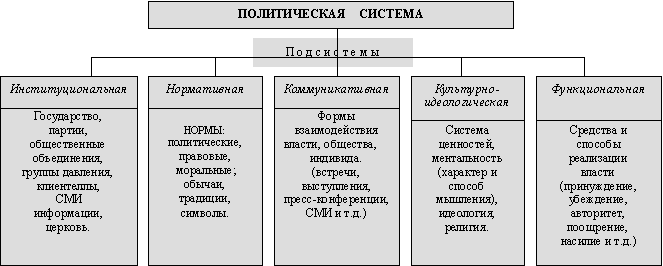 ПОЛИТИЧЕСКАЯ СИСТЕМА
Подсистемы
Институциональная
Государство,
партии,
общественные
объединения,
группы давления,
клиентеллы,
СМИ
информации,
церковь.
Нормативная
НОРМЫ:
политические,
правовые,
моральные;
обычаи,
традиции,
символы.
Коммуникативная
Формы
взаимодействия
власти, общества,
индивида.
(встречи,
выступления,
пресс-конференции,
СМИ и т.д.)
Культурно-
идеологическая
Система
ценностей,
ментальность
(характер и
способ
мышления),
идеология,
религия.
Функциональная
Средства и
способы
реализации
власти
(принуждение,
убеждение,
авторитет,
поощрение,
насилие и т.д.)